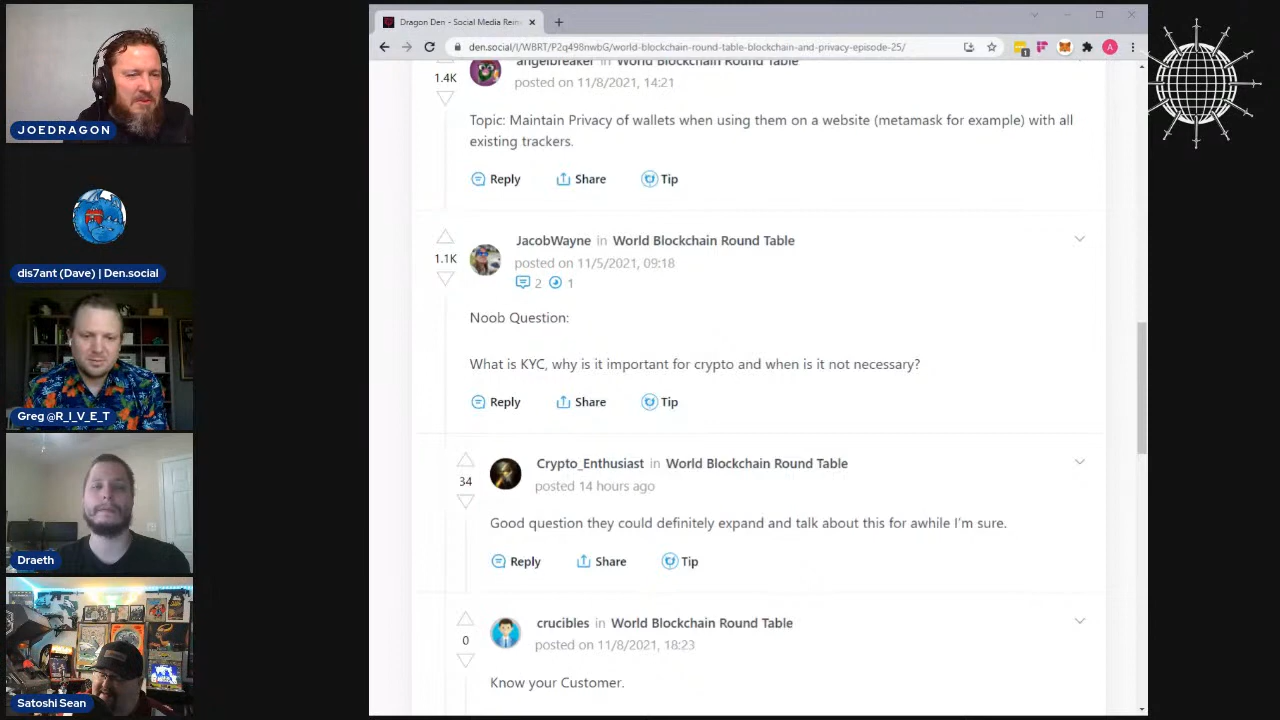 JOEDRAGON
dis7ant (Dave) | Den.social
Greg @R_I_V_E_T
Draeth
Satoshi Sean
Dragon Den - Social Media Rein
den.social/l/WBRT/P2q498nwbG/world-blockchain-round-table-blockchain-and-privacy-episode-25/
1
A
1.4K
angelbreaker in World Blockchain Round Table
posted on 11/8/2021, 14:21
Topic: Maintain Privacy of wallets when using them on a website (metamask for example) with all
existing trackers.
Reply Share Tip
1.1K
JacobWayne in World Blockchain Round Table
posted on 11/5/2021, 09:18
2 1
Noob Question:
What is KYC, why is it important for crypto and when is it not necessary?
Reply Share Tip
34
Crypto_Enthusiast in World Blockchain Round Table
posted 14 hours ago
Good question they could definitely expand and talk about this for awhile I'm sure.
Reply Share Tip
0
crucibles in World Blockchain Round Table
posted on 11/8/2021, 18:23
Know your Customer.